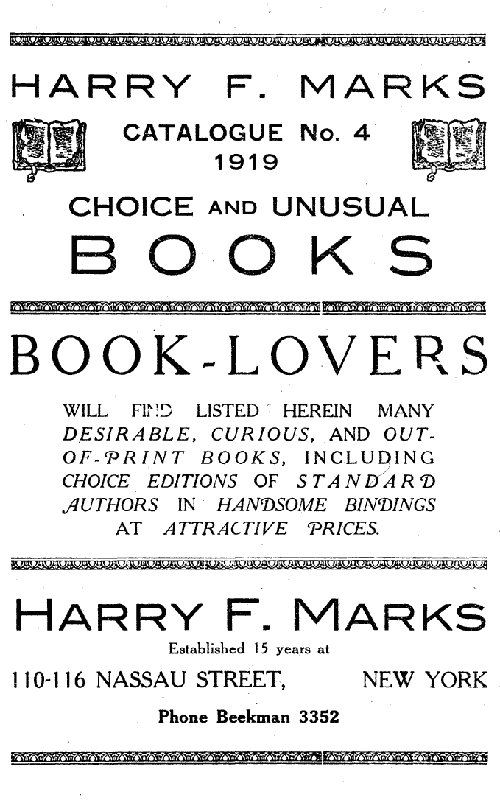 HARRY F. MARKS
CATALOGUE No. 4
1919
CHOICE AND UNUSUAL
BOOKS
BOOK-LOVERS
WILL FIND LISTED HEREIN MANY
DESIRABLE, CURIOUS, AND OUT-
OF-PRINT BOOKS, INCLUDING
CHOICE EDITIONS OF STANDARD
AUTHORS IN HANDSOME BINDINGS
AT ATTRACTIVE PRICES.
HARRY F. MARKS
Established 15 years at
110-116 NASSAU STREET, NEW YORK
Phone Beekman 3352